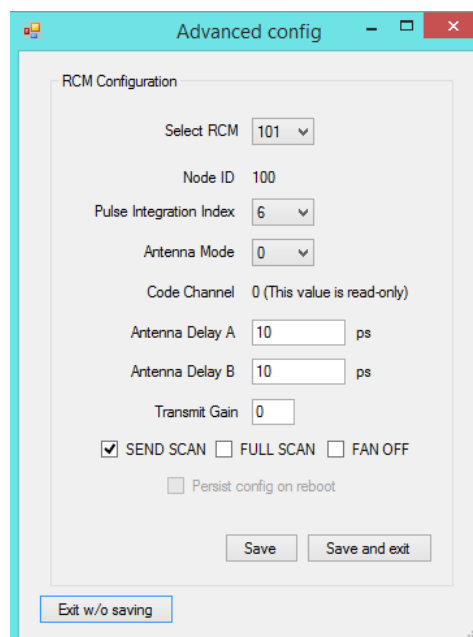 Advanced config
RCM Configuration
Select RCM 101
Node ID 100
Pulse Integration Index 6
Antenna Mode 0
Code Channel 0 (This value is read-only)
Antenna Delay A 10 ps
Antenna Delay B 10 ps
Transmit Gain 0
SEND SCAN FULL SCAN FAN OFF
Persist config on reboot
Save Save and exit
Exit w/o saving